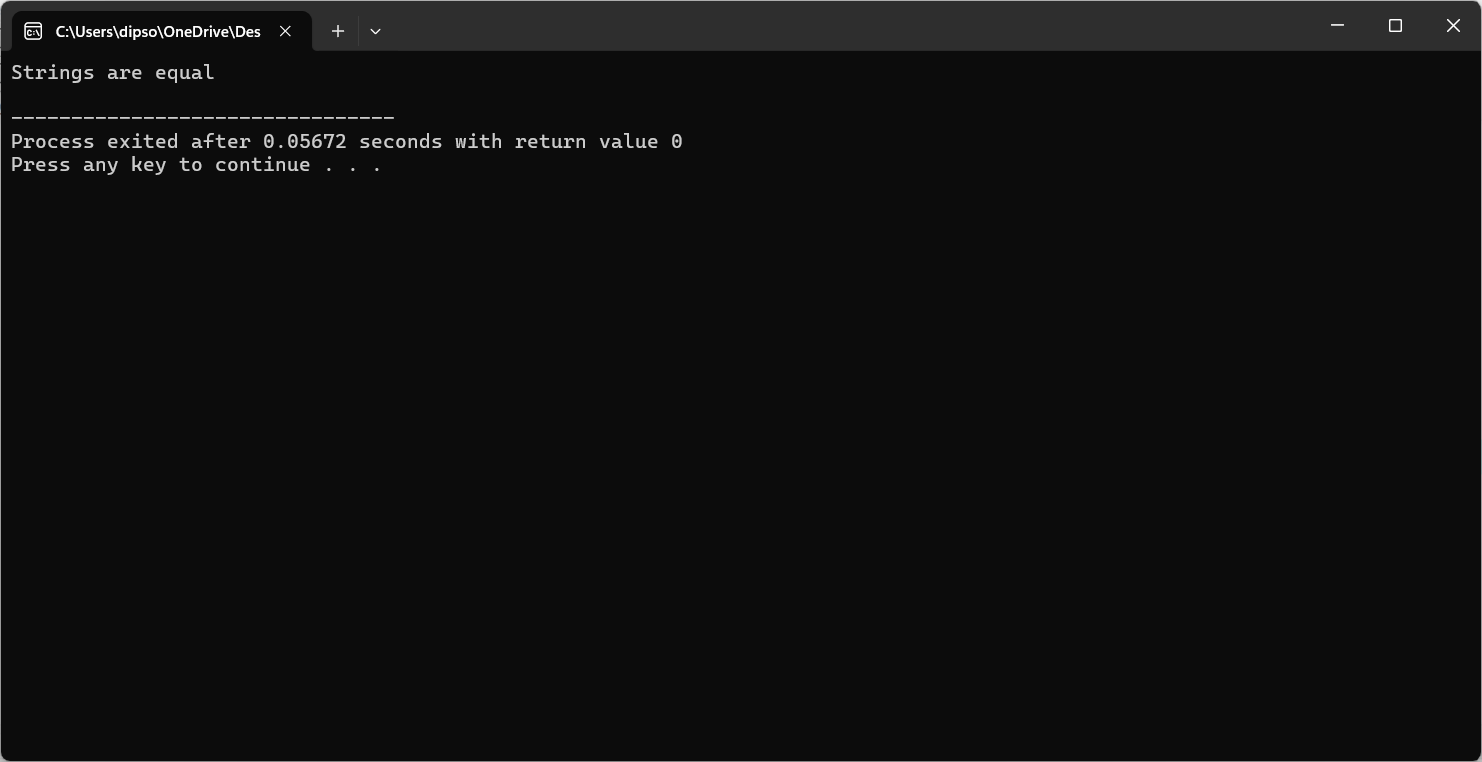 C:\Users\dipso\OneDrive\Des
Strings are equal
--------------------------------
Process exited after 0.05672 seconds with return value 0
Press any key to continue . . .